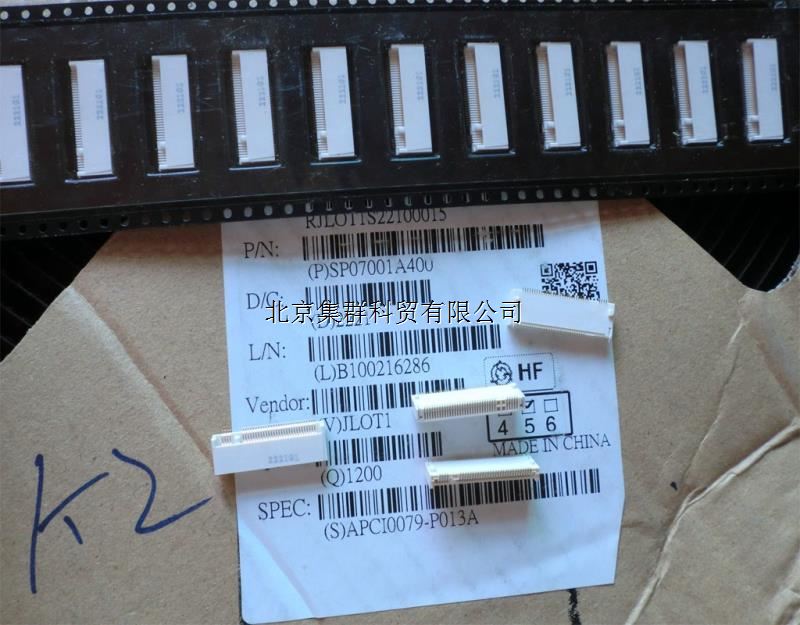 RJLOT1S22100015
P/N:
(P)SP07001A400
D/C:
北京集群科贸有限公司
L/N:
(L)B100216286
HF
Vendor:
(V)JLOT1
4 5 6
MADE IN CHINA
(Q)1200
SPEC:
(S)APCI0079-P013A
K2